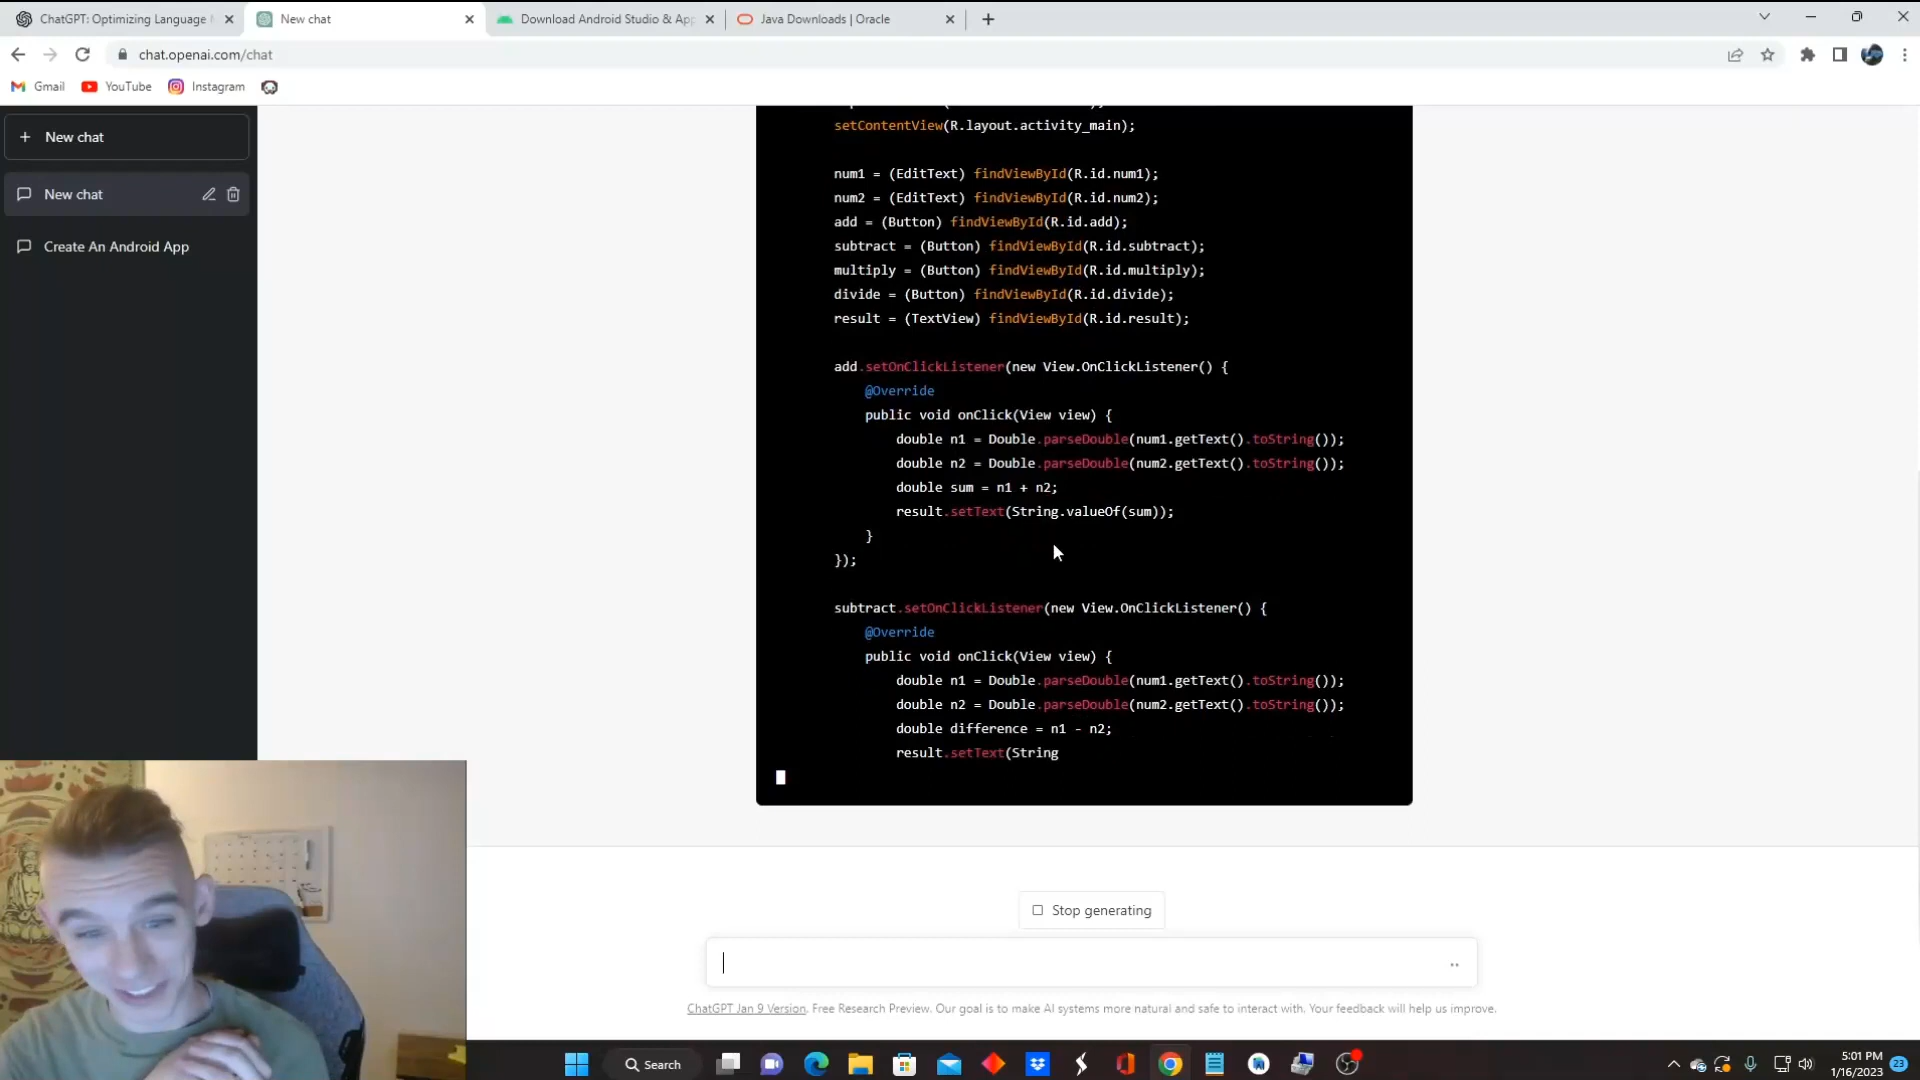 ChatGPT: Optimizing Language
New chat
Download Android Studio & App
Java Downloads | Oracle
chat.openai.com/chat
Gmail
YouTube
Instagram
New chat
New chat
Create An Android App
setContentView(R.layout.activity_main);
num1 = (EditText) findViewById(R.id.num1);
num2 = (EditText) findViewById(R.id.num2);
add = (Button) findViewById(R.id.add);
subtract = (Button) findViewById(R.id.subtract);
multiply = (Button) findViewById(R.id.multiply);
divide = (Button) findViewById(R.id.divide);
result = (TextView) findViewById(R.id.result);
add.setOnClickListener(new View.OnClickListener() {
@Override
public void onClick(View view) {
double n1 = Double.parseDouble(num1.getText().toString());
double n2 = Double.parseDouble(num2.getText().toString());
double sum = n1 + n2;
result.setText(String.valueOf(sum));
}
});
subtract.setOnClickListener(new View.OnClickListener() {
@Override
public void onClick(View view) {
double n1 = Double.parseDouble(num1.getText().toString());
double n2 = Double.parseDouble(num2.getText().toString());
double difference = n1 - n2;
result.setText(String
Stop generating
ChatGPT Jan 9 Version. Free Research Preview. Our goal is to make AI systems more natural and safe to interact with. Your feedback will help us improve.
Search
5:01 PM
1/16/2023
23